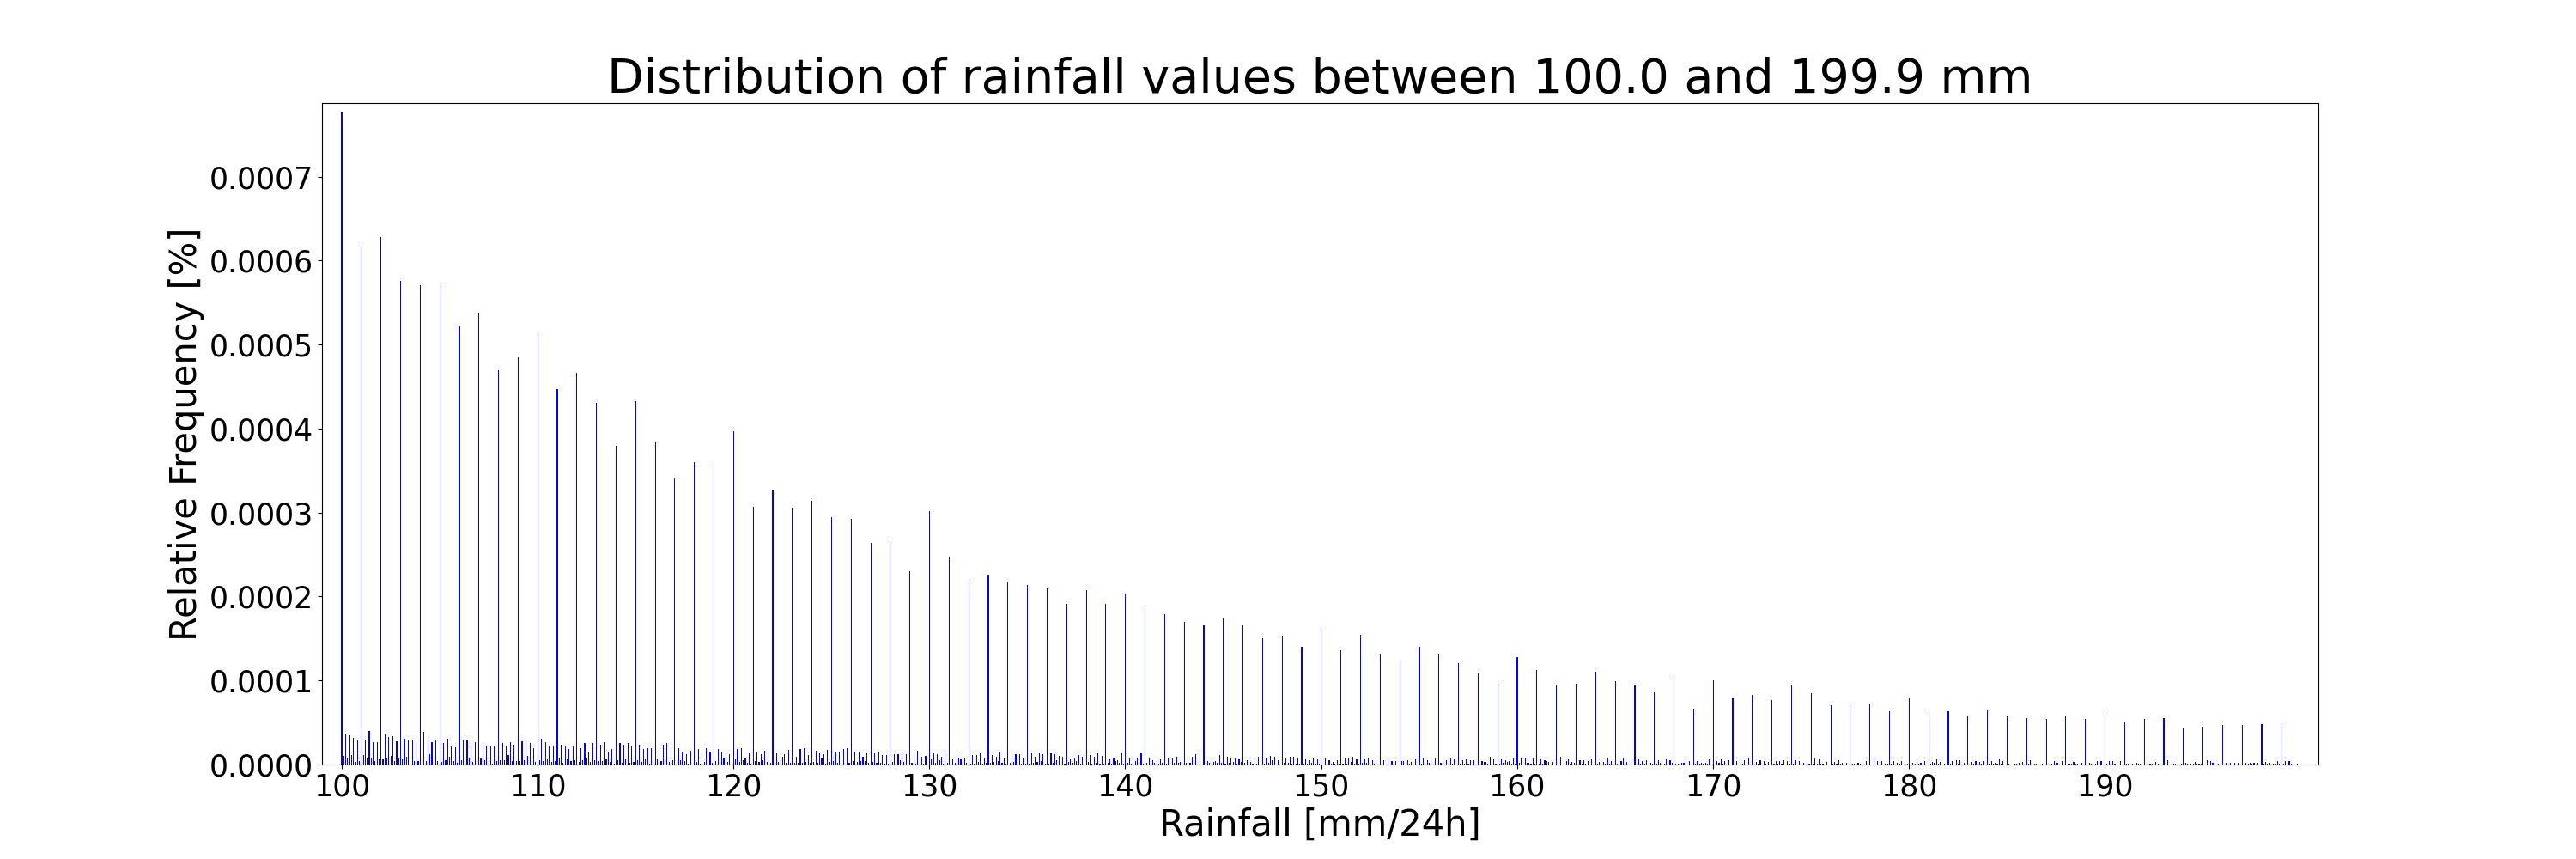 Distribution of rainfall values between 100.0 and 199.9 mm
Relative Frequency [%]
0.0007
0.0006
0.0005
0.0004
0.0003
0.0002
0.0001
0.0000
100 110 120 130 140 150 160 170 180 190
Rainfall [mm/24h]